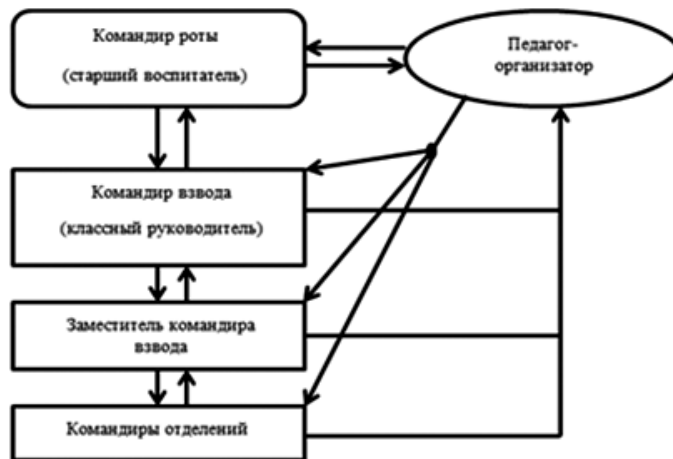 Командир роты
(старший воспитатель)
Педагог-
организатор
Командир взвода
(классный руководитель)
Заместитель командира
взвода
Командиры отделений